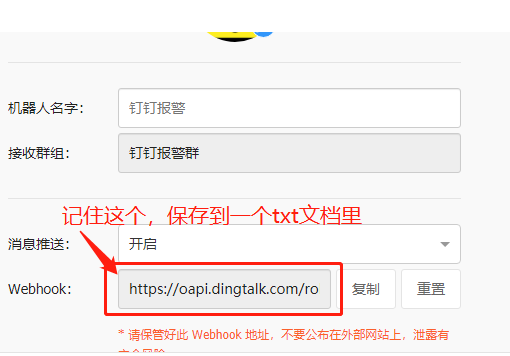 机器人名字： 钉钉报警
接收群组： 钉钉报警群
记住这个，保存到一个txt文档里
消息推送： 开启
Webhook： https://oapi.dingtalk.com/ro 复制 重置
* 请保管好此 Webhook 地址，不要公布在外部网站上，泄露有